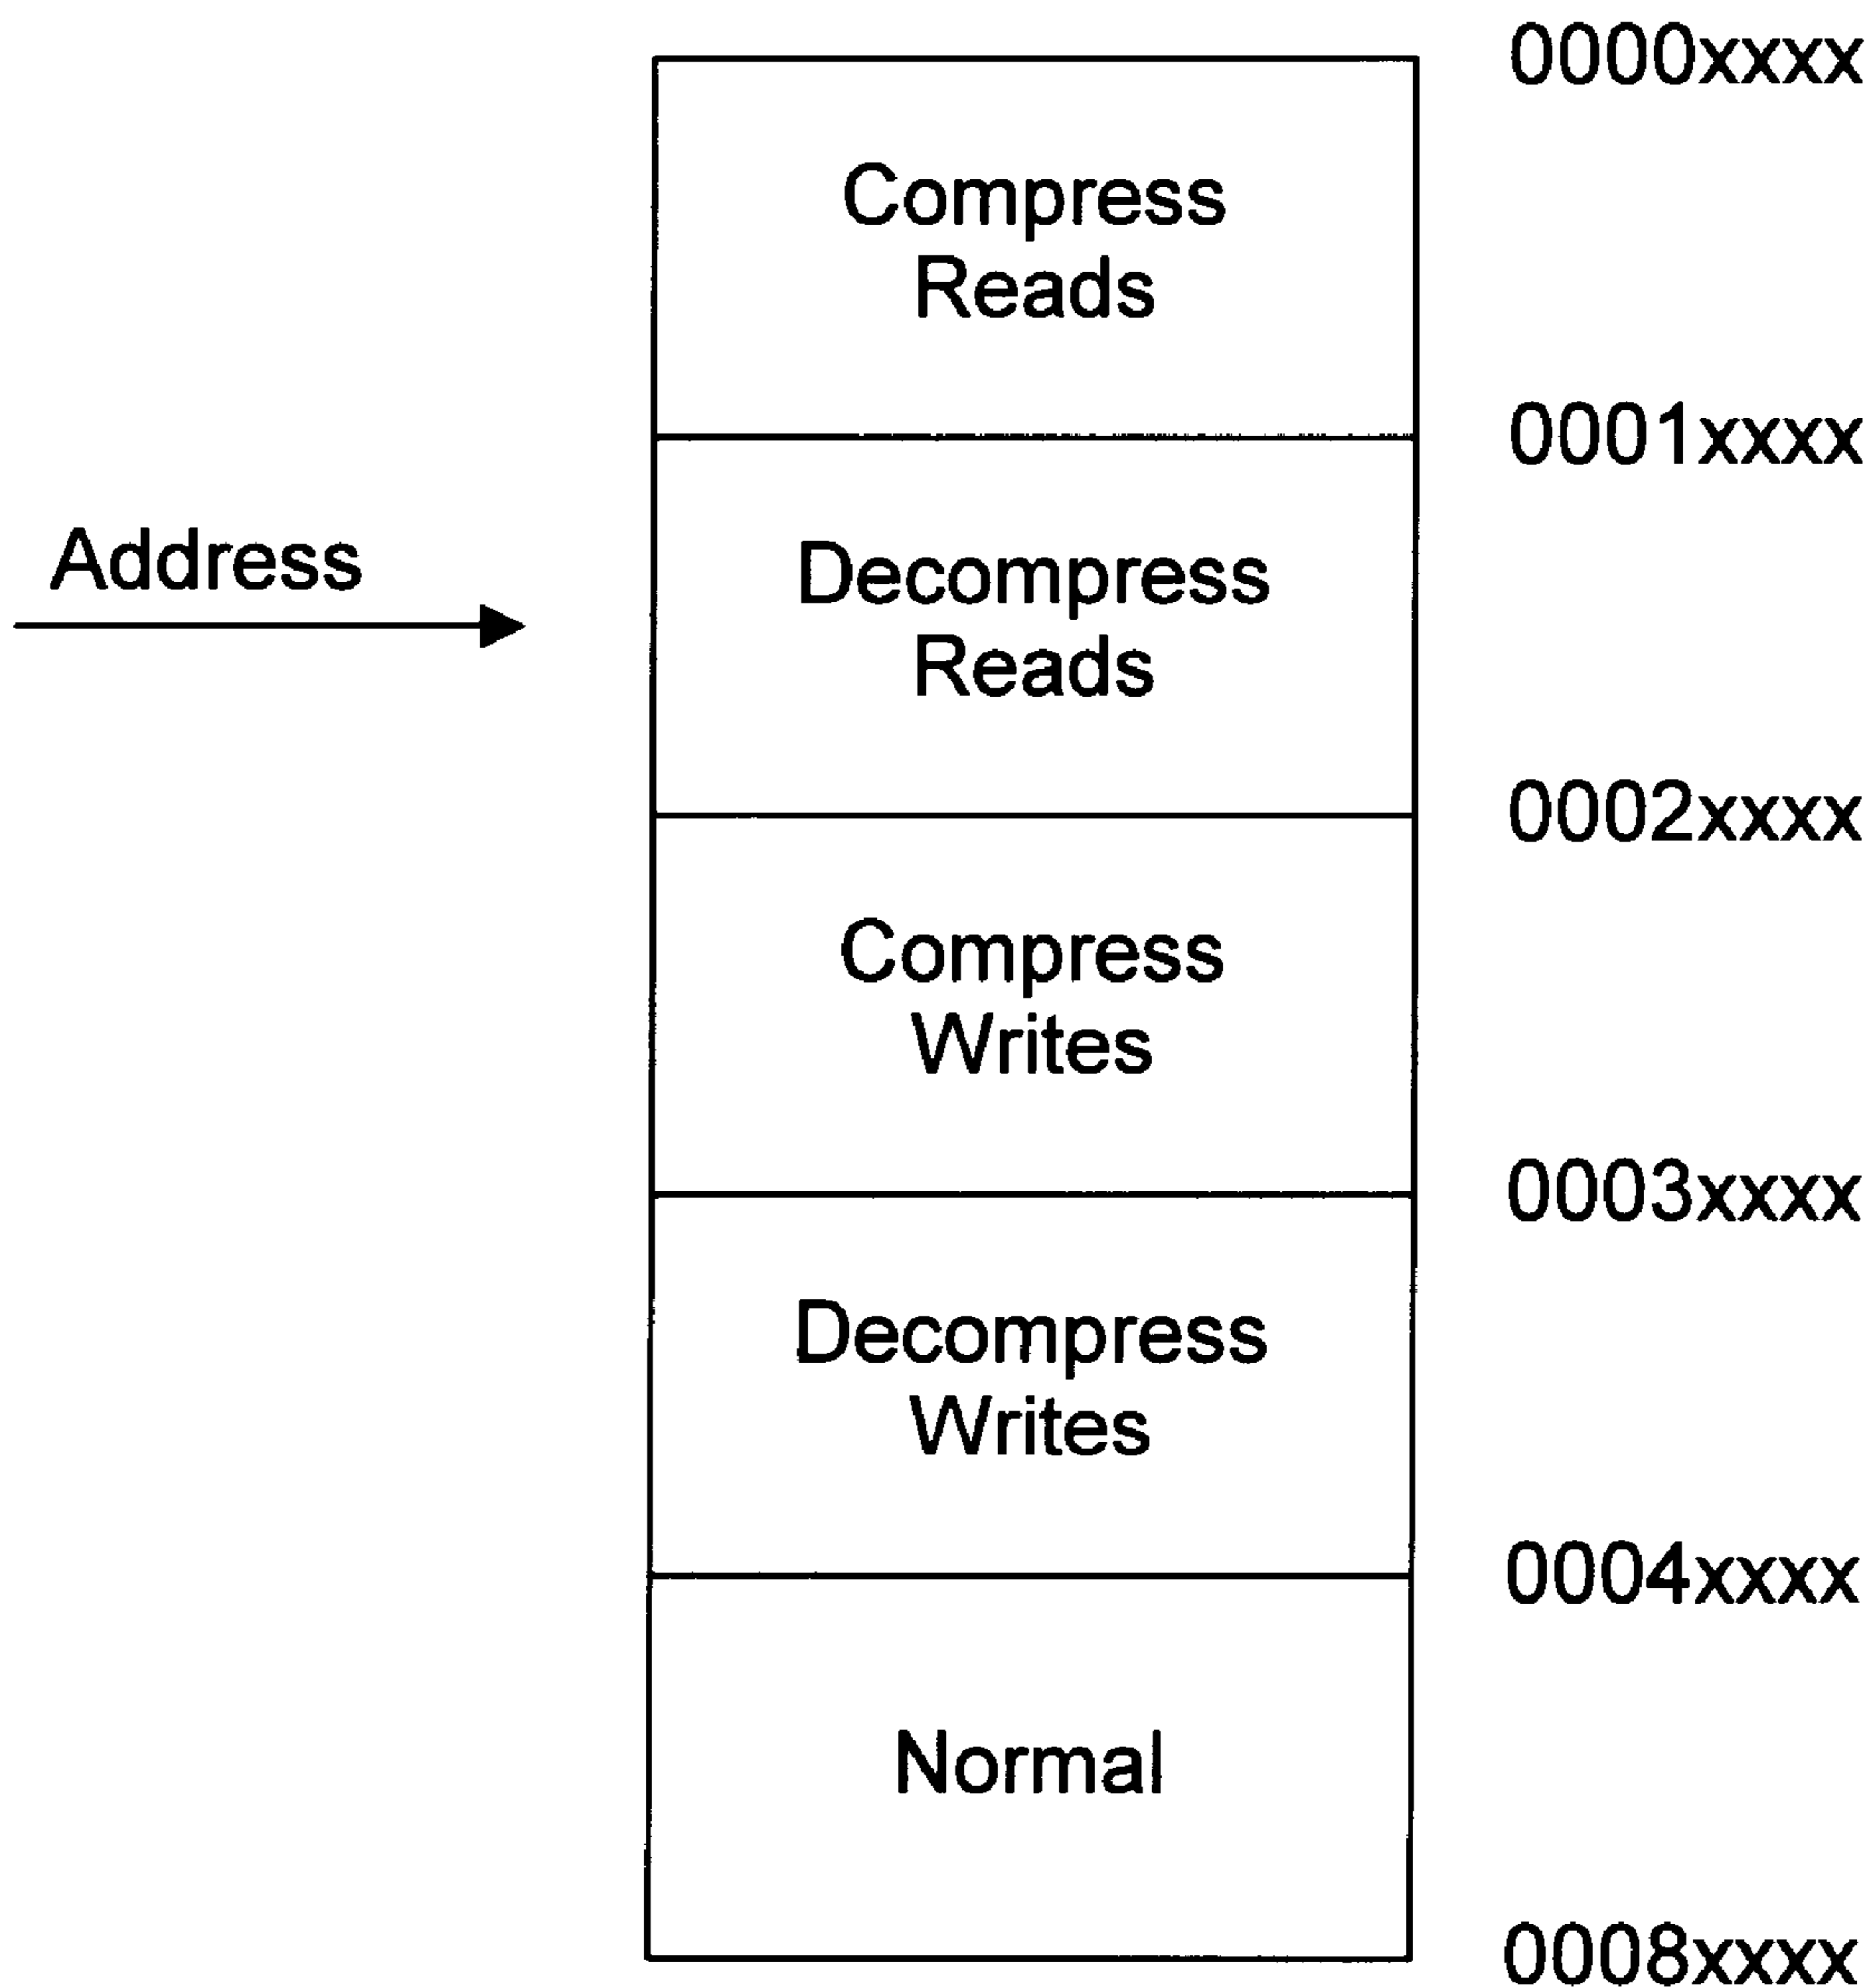 0000xxxx
Compress
Reads
0001xxxx
Address
Decompress
Reads
0002xxxx
Compress
Writes
0003xxxx
Decompress
Writes
0004xxxx
Normal
0008xxxx